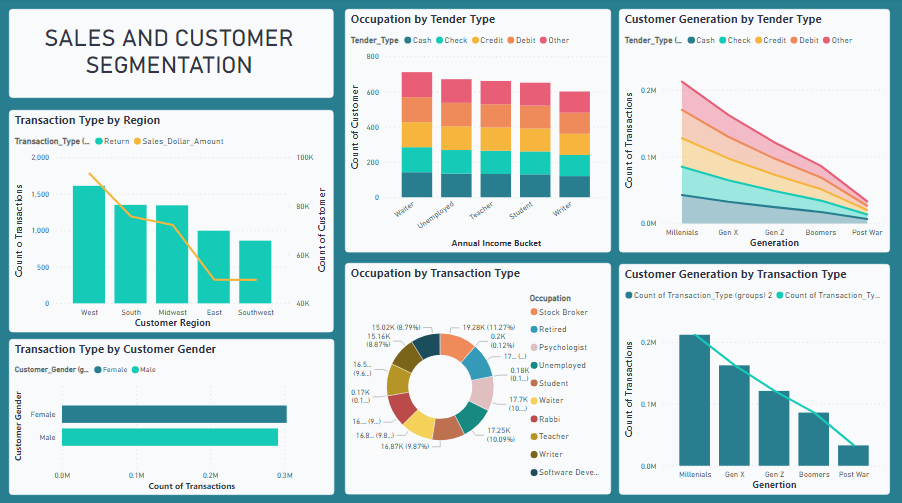 SALES AND CUSTOMER
SEGMENTATION
Transaction Type by Region
Transaction_Type (... Return Sales_Dollar_Amount
2,000
1,500
1,000
500
0
100K
80K
60K
40K
Count o Transactions
Count of Customer
West South Midwest East Southwest
Customer Region
Transaction Type by Customer Gender
Customer_Gender (g... Female Male
Customer Gender
Female
Male
0.0M 0.1M 0.2M 0.3M
Count of Transactions
Occupation by Tender Type
Tender_Type Cash Check Credit Debit Other
Count of Customer
800
600
400
200
0
Waiter Unemployed Teacher Student Writer
Annual Income Bucket
Occupation by Transaction Type
15.02K (8.79%)
15.16K
(8.87%)
16.5...
(9.6...)
0.17K
(0.1...)
16.... (9...)
16.8... (9.8...)
16.87K (9.87%)
19.28K (11.27%)
0.2K
(0.12%)
17.... (...)
0.18K
(0.1...)
17.7K
(10....)
17.25K
(10.09%)
Occupation
Stock Broker
Retired
Psychologist
Unemployed
Student
Waiter
Rabbi
Teacher
Writer
Software Deve...
Customer Generation by Tender Type
Tender_Type (... Cash Check Credit Debit Other
Count of Transactions
0.2M
0.1M
0.0M
Millenials Gen X Gen Z Boomers Post War
Generation
Customer Generation by Transaction Type
Count of Transaction_Type (groups) 2 Count of Transaction_Ty...
Count of Transactions
0.2M
0.1M
0.0M
Millenials Gen X Gen Z Boomers Post War
Genertion